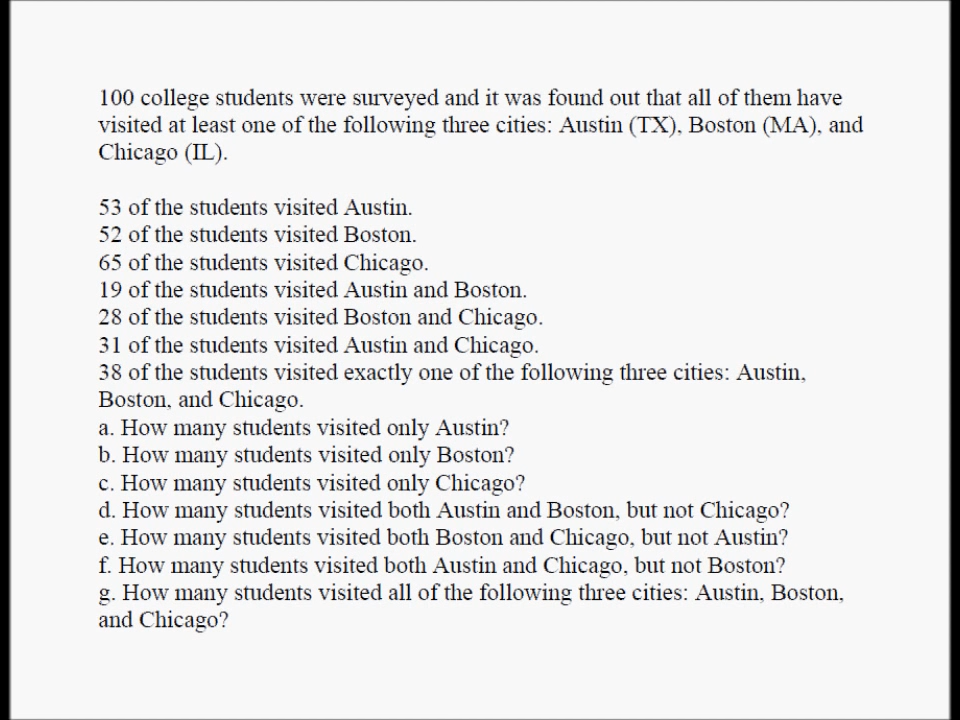 100 college students were surveyed and it was found out that all of them have
visited at least one of the following three cities: Austin (TX), Boston (MA), and
Chicago (IL).
53 of the students visited Austin.
52 of the students visited Boston.
65 of the students visited Chicago.
19 of the students visited Austin and Boston.
28 of the students visited Boston and Chicago.
31 of the students visited Austin and Chicago.
38 of the students visited exactly one of the following three cities: Austin,
Boston, and Chicago.
a. How many students visited only Austin?
b. How many students visited only Boston?
c. How many students visited only Chicago?
d. How many students visited both Austin and Boston, but not Chicago?
e. How many students visited both Boston and Chicago, but not Austin?
f. How many students visited both Austin and Chicago, but not Boston?
g. How many students visited all of the following three cities: Austin, Boston,
and Chicago?